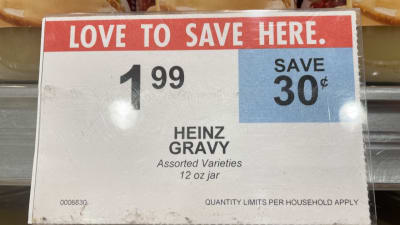 LOVE TO SAVE HERE.
1 99
SAVE
30¢
HEINZ
GRAVY
Assorted Varieties
12 oz jar
0006630 QUANTITY LIMITS PER HOUSEHOLD APPLY